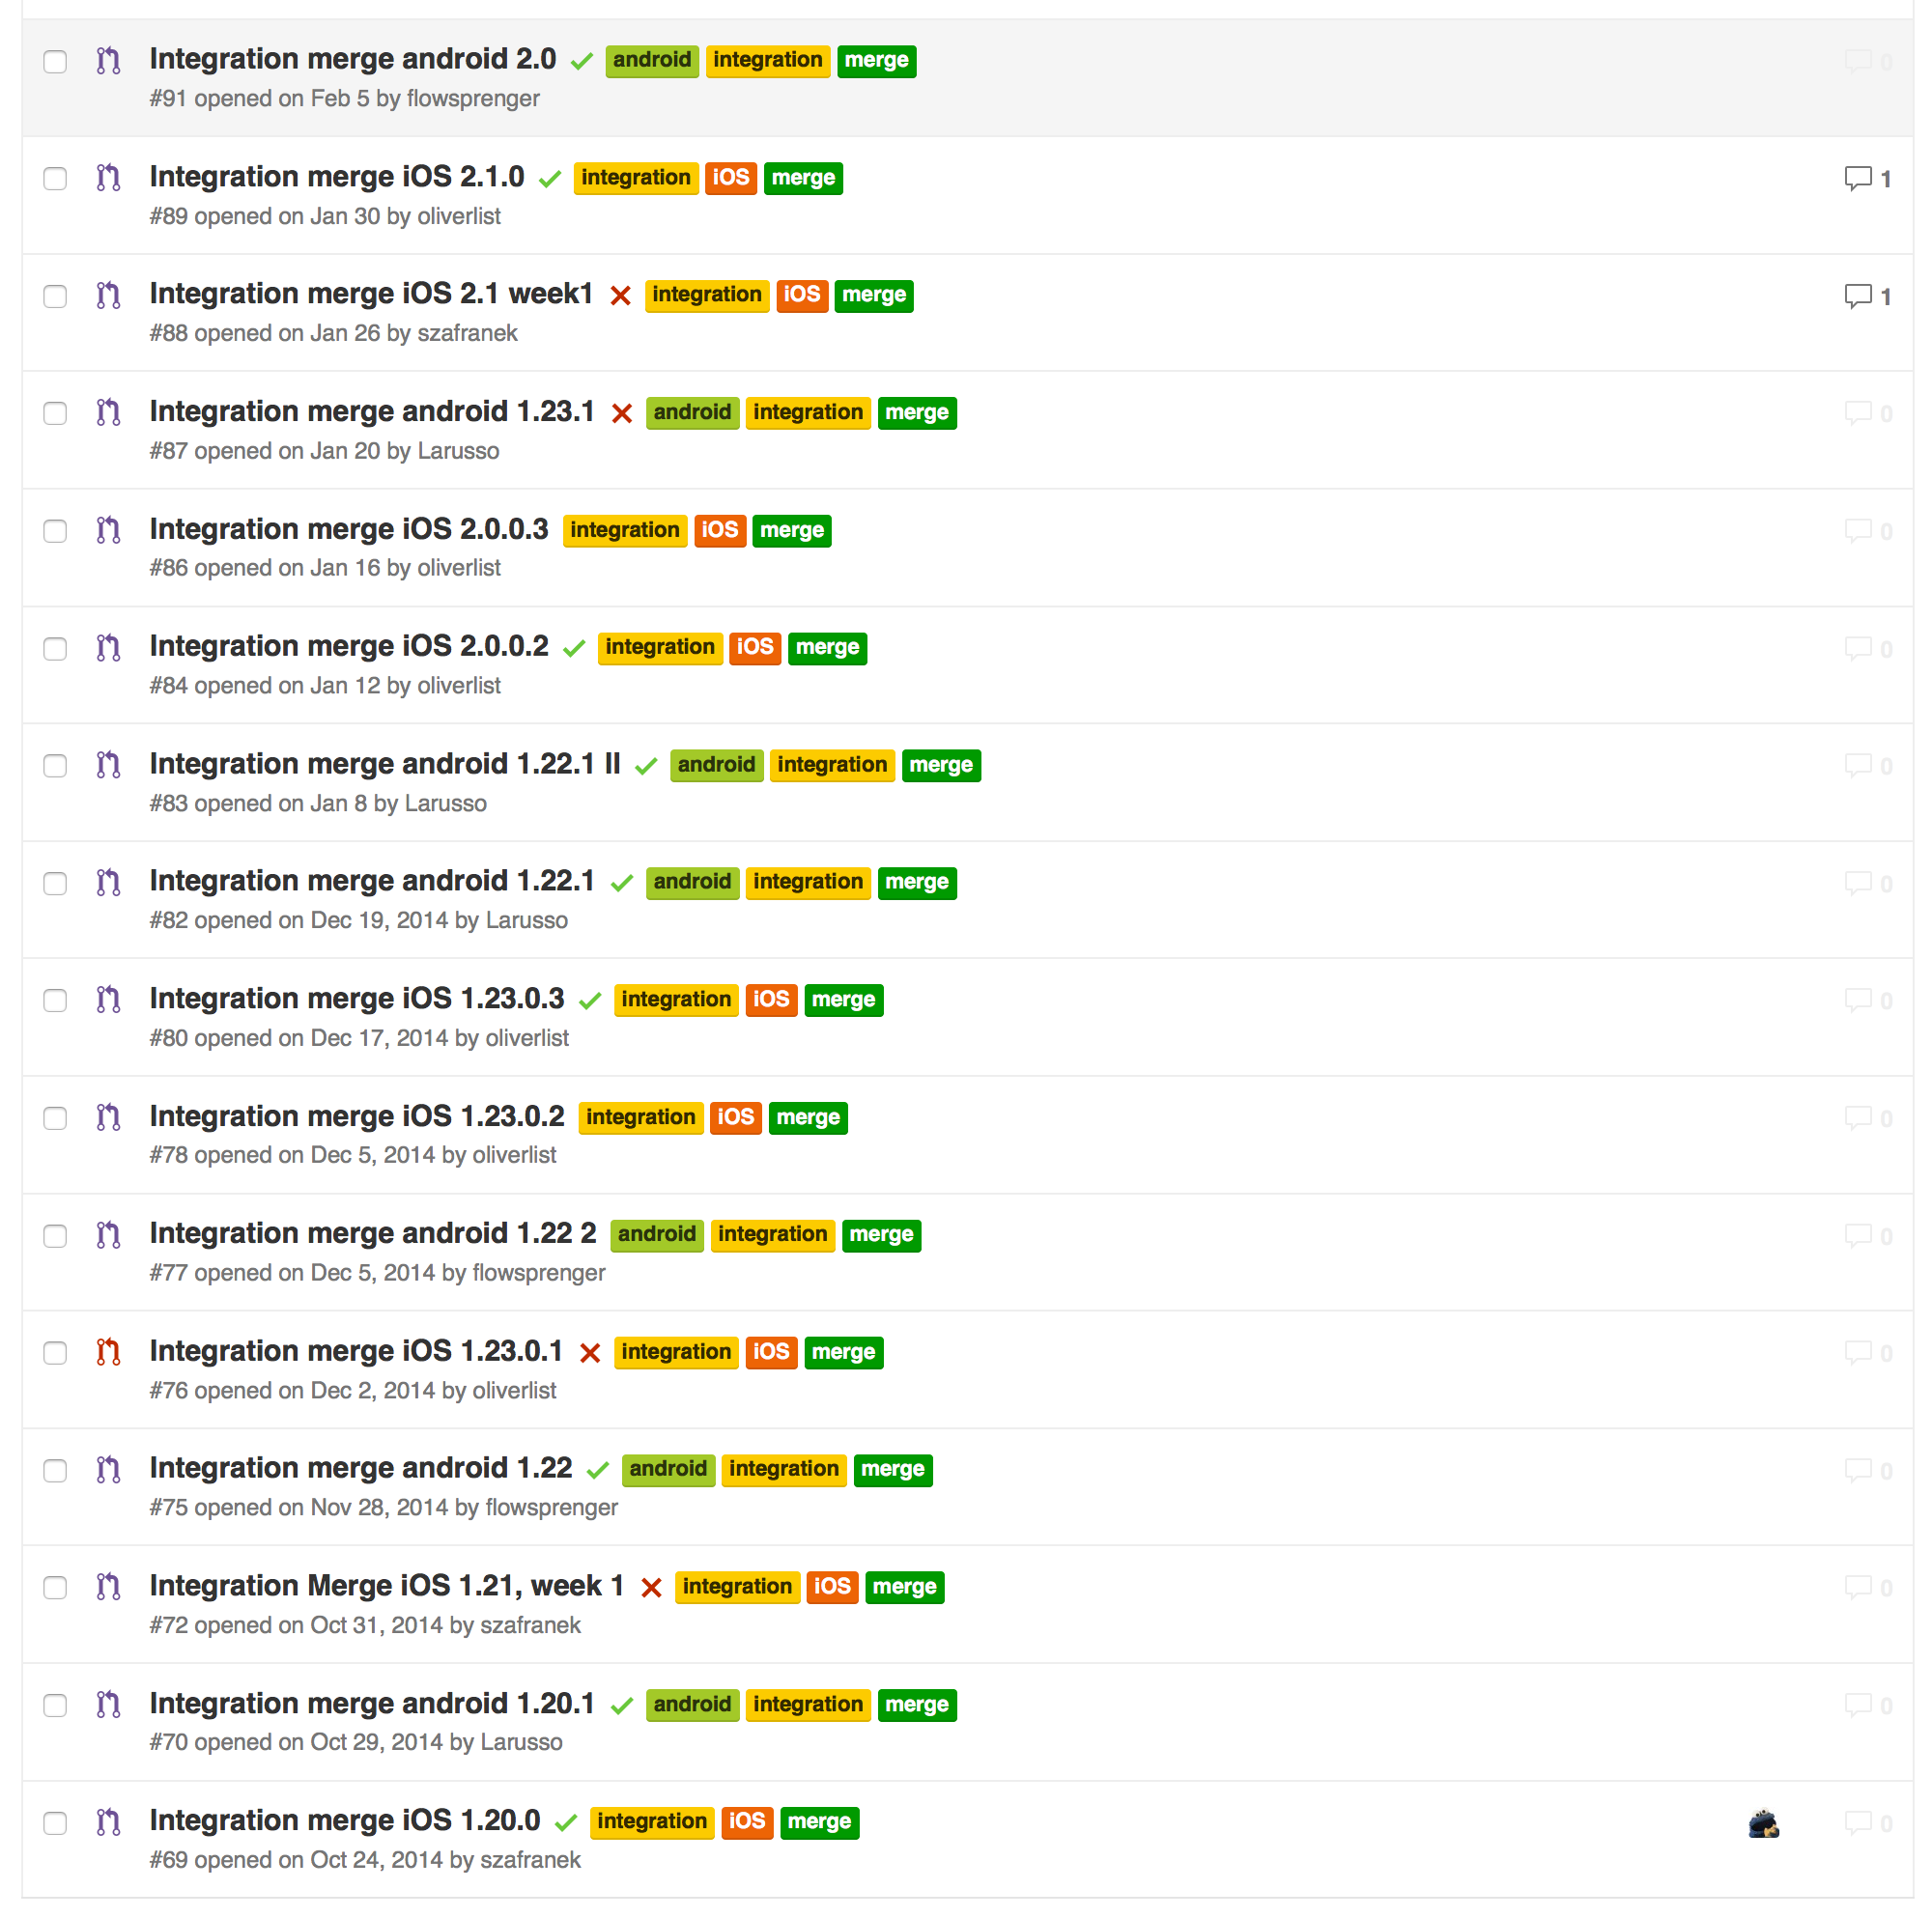 Integration merge android 2.0 android integration merge 0
#91 opened on Feb 5 by flowsprenger
Integration merge iOS 2.1.0 integration iOS merge 1
#89 opened on Jan 30 by oliverlist
Integration merge iOS 2.1 week1 integration iOS merge 1
#88 opened on Jan 26 by szafranek
Integration merge android 1.23.1 android integration merge 0
#87 opened on Jan 20 by Larusso
Integration merge iOS 2.0.0.3 integration iOS merge 0
#86 opened on Jan 16 by oliverlist
Integration merge iOS 2.0.0.2 integration iOS merge 0
#84 opened on Jan 12 by oliverlist
Integration merge android 1.22.1 II android integration merge 0
#83 opened on Jan 8 by Larusso
Integration merge android 1.22.1 android integration merge 0
#82 opened on Dec 19, 2014 by Larusso
Integration merge iOS 1.23.0.3 integration iOS merge 0
#80 opened on Dec 17, 2014 by oliverlist
Integration merge iOS 1.23.0.2 integration iOS merge 0
#78 opened on Dec 5, 2014 by oliverlist
Integration merge android 1.22 2 android integration merge 0
#77 opened on Dec 5, 2014 by flowsprenger
Integration merge iOS 1.23.0.1 integration iOS merge 0
#76 opened on Dec 2, 2014 by oliverlist
Integration merge android 1.22 android integration merge 0
#75 opened on Nov 28, 2014 by flowsprenger
Integration Merge iOS 1.21, week 1 integration iOS merge 0
#72 opened on Oct 31, 2014 by szafranek
Integration merge android 1.20.1 android integration merge 0
#70 opened on Oct 29, 2014 by Larusso
Integration merge iOS 1.20.0 integration iOS merge 0
#69 opened on Oct 24, 2014 by szafranek